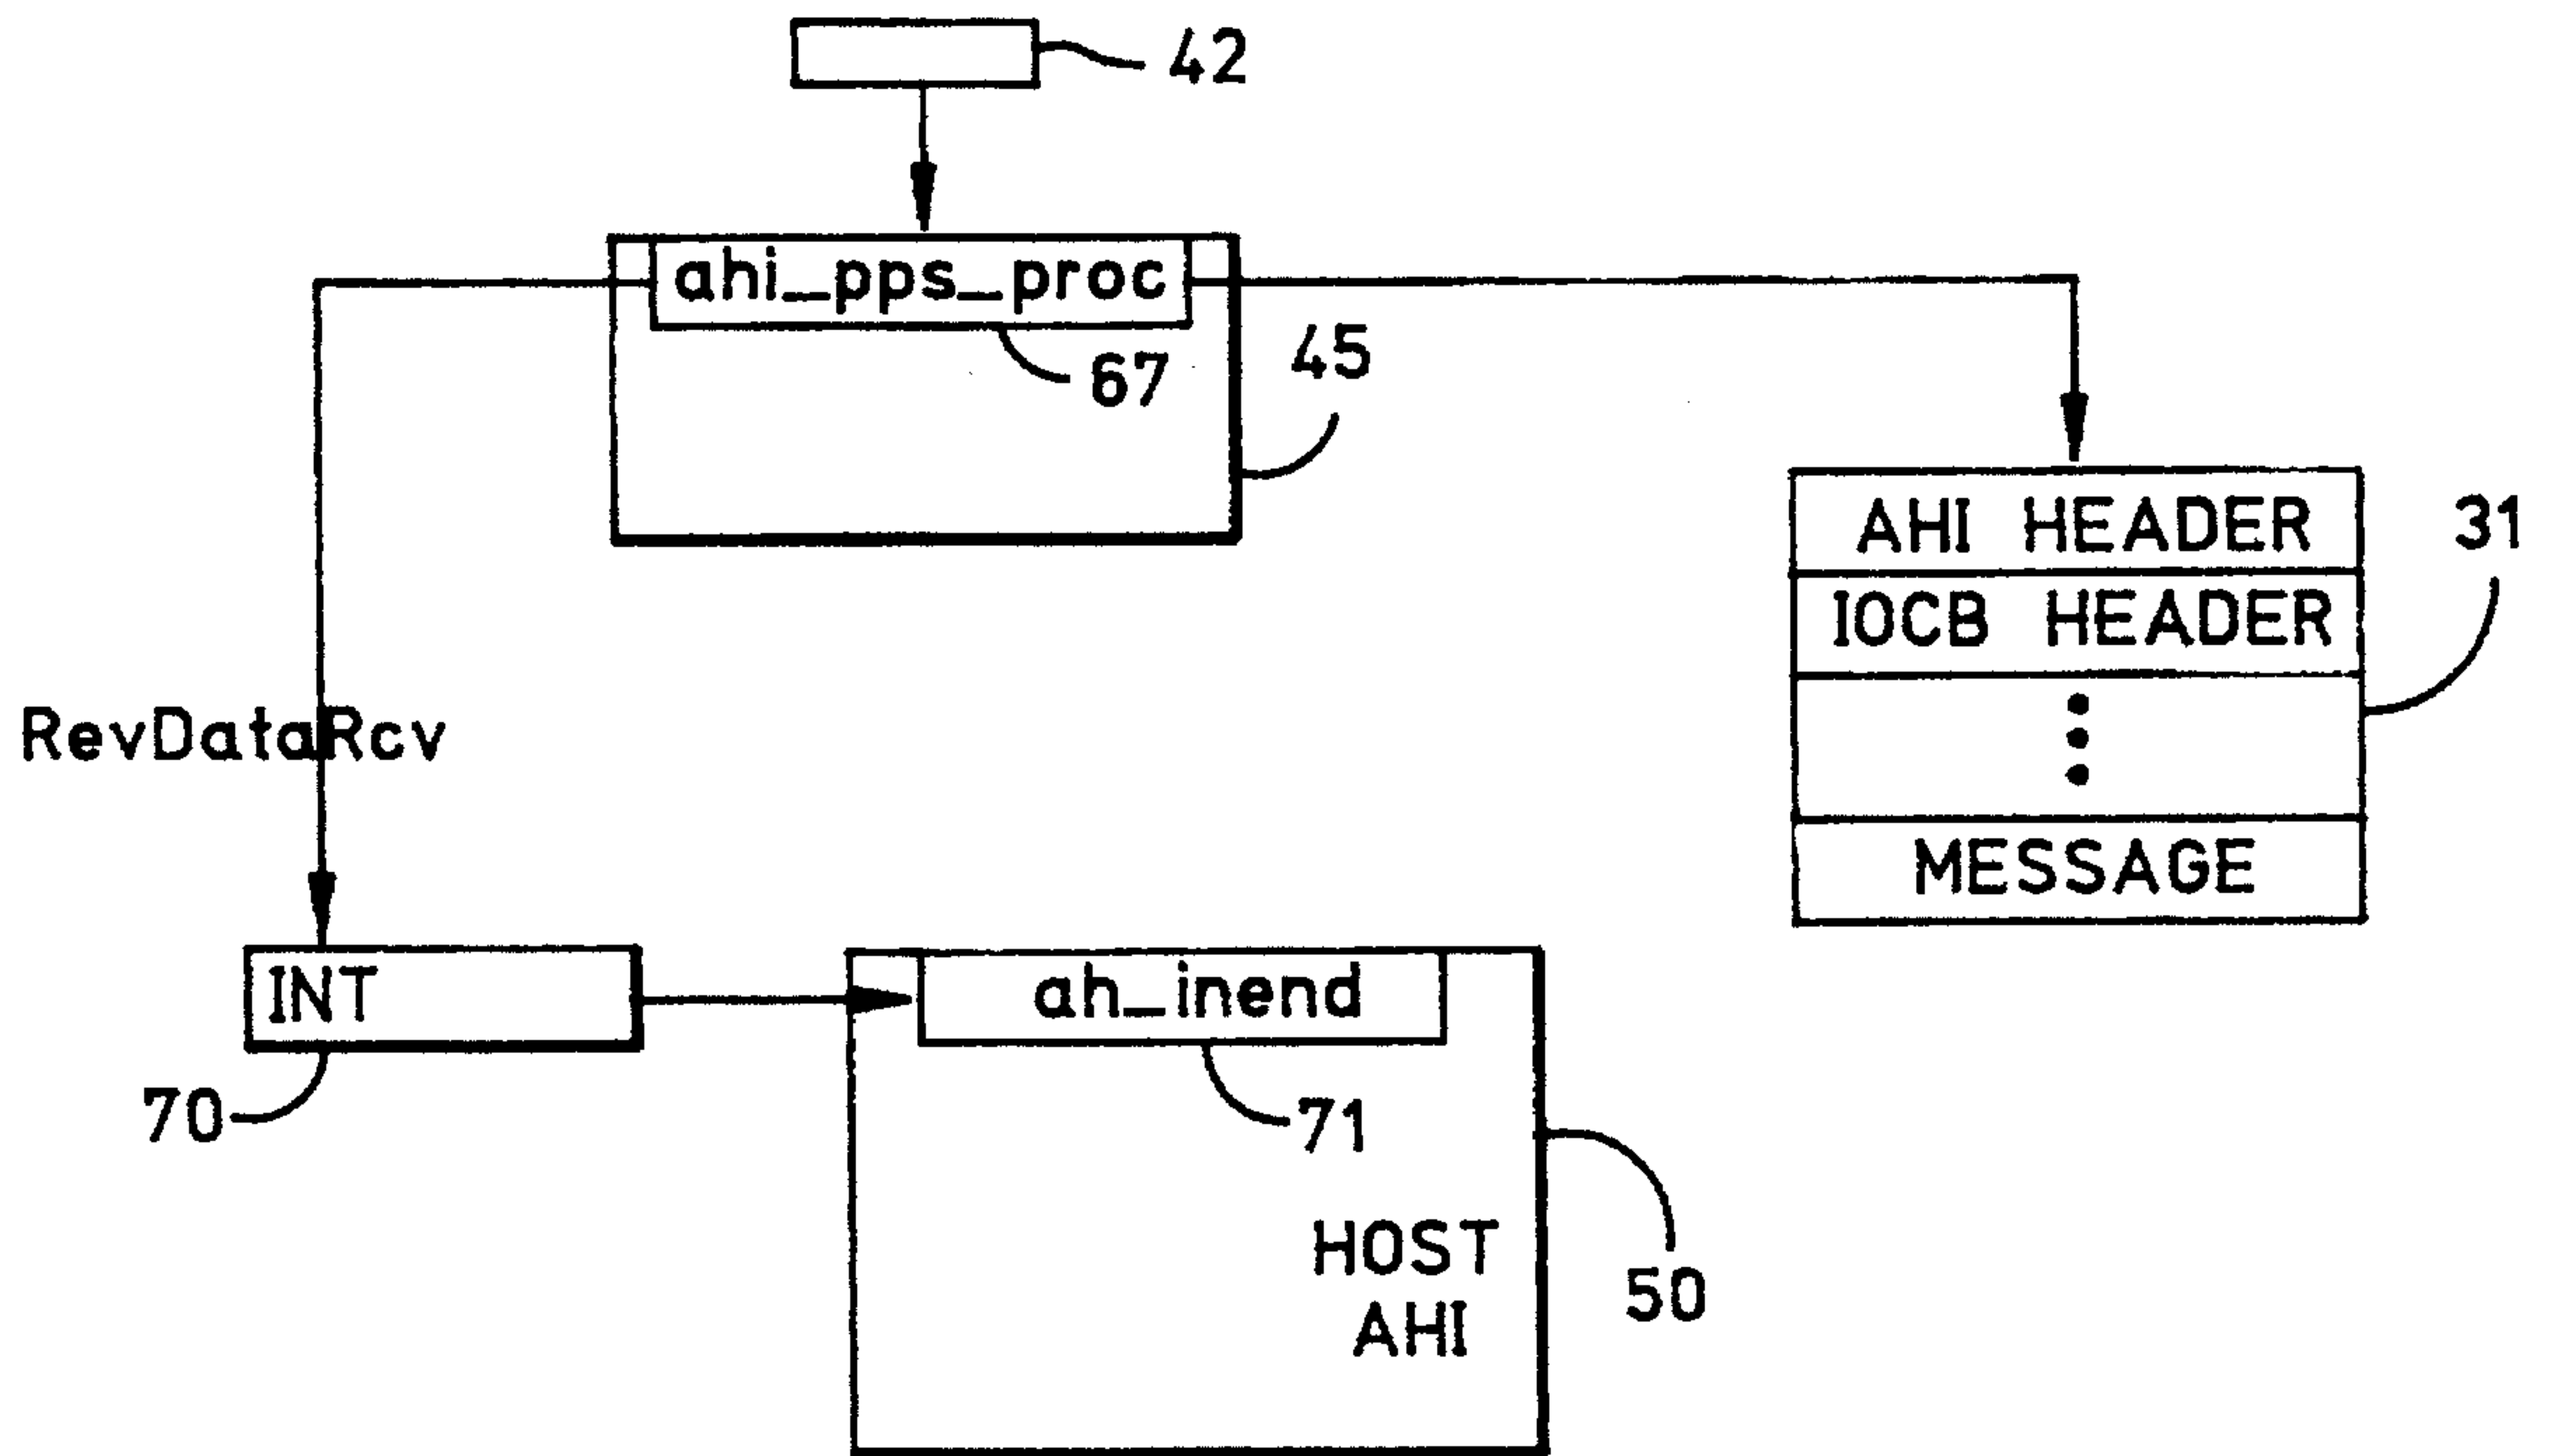 42
ahi_pps_proc
67
45
AHI HEADER
31
IOCB HEADER
RevDataRcv
MESSAGE
INT
ah_inend
70
71
HOST
AHI
50